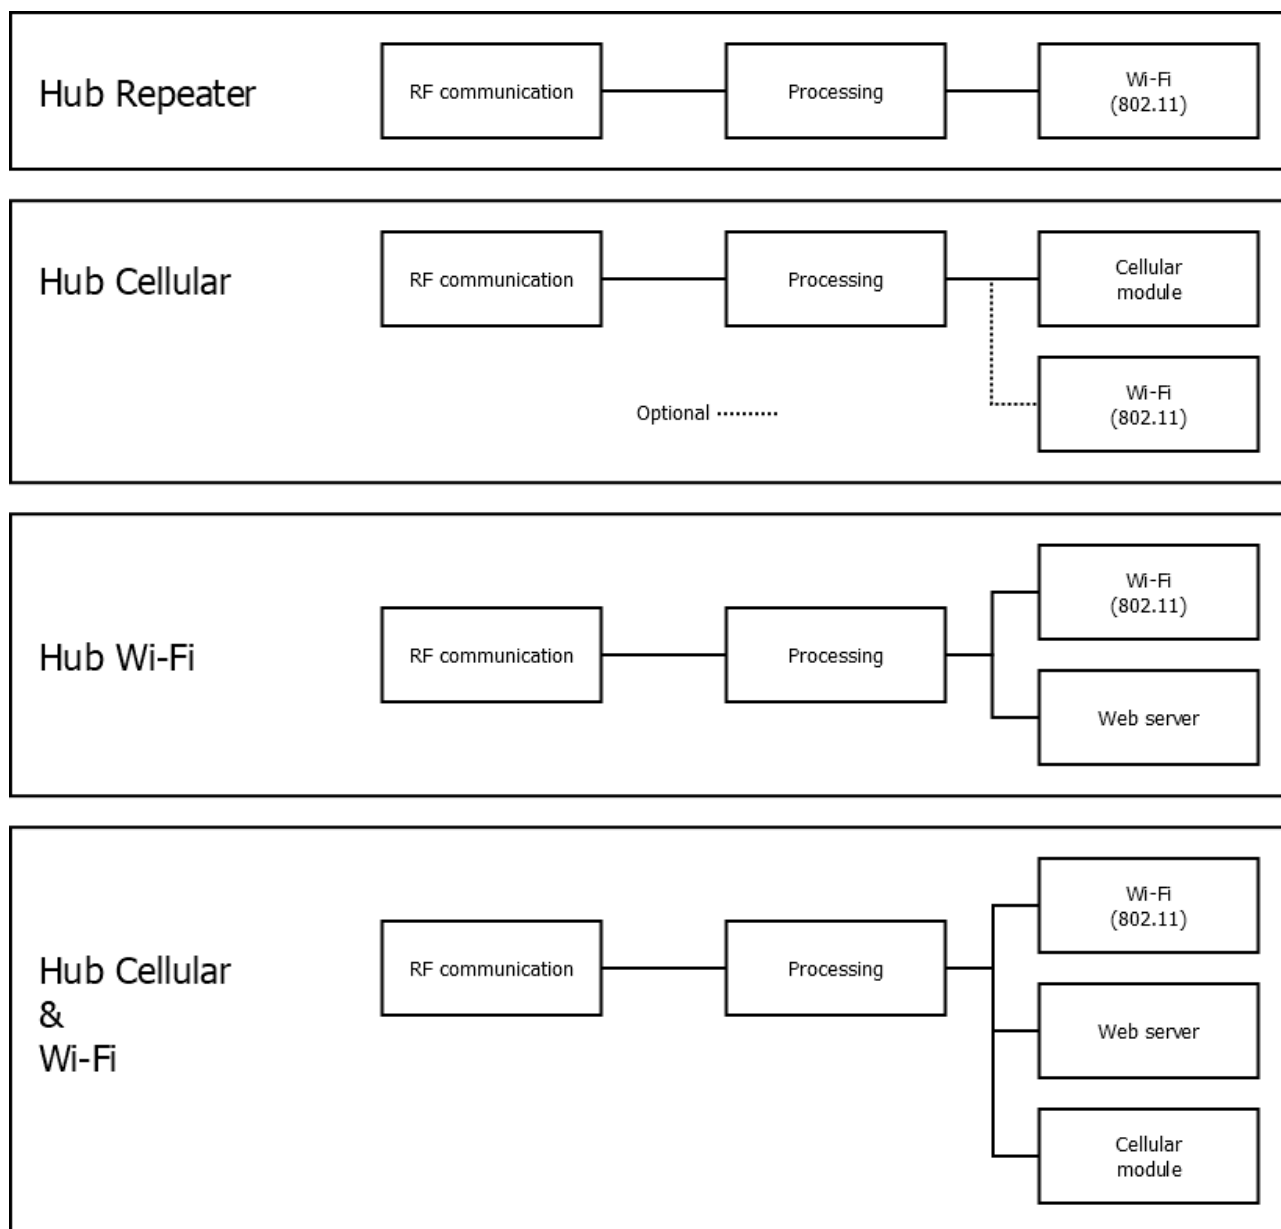 Hub Repeater
RF communication
Processing
Wi-Fi
(802.11)
Hub Cellular
RF communication
Processing
Cellular
module
Wi-Fi
(802.11)
Optional
Hub Wi-Fi
RF communication
Processing
Wi-Fi
(802.11)
Web server
Hub Cellular
&
Wi-Fi
RF communication
Processing
Wi-Fi
(802.11)
Web server
Cellular
module